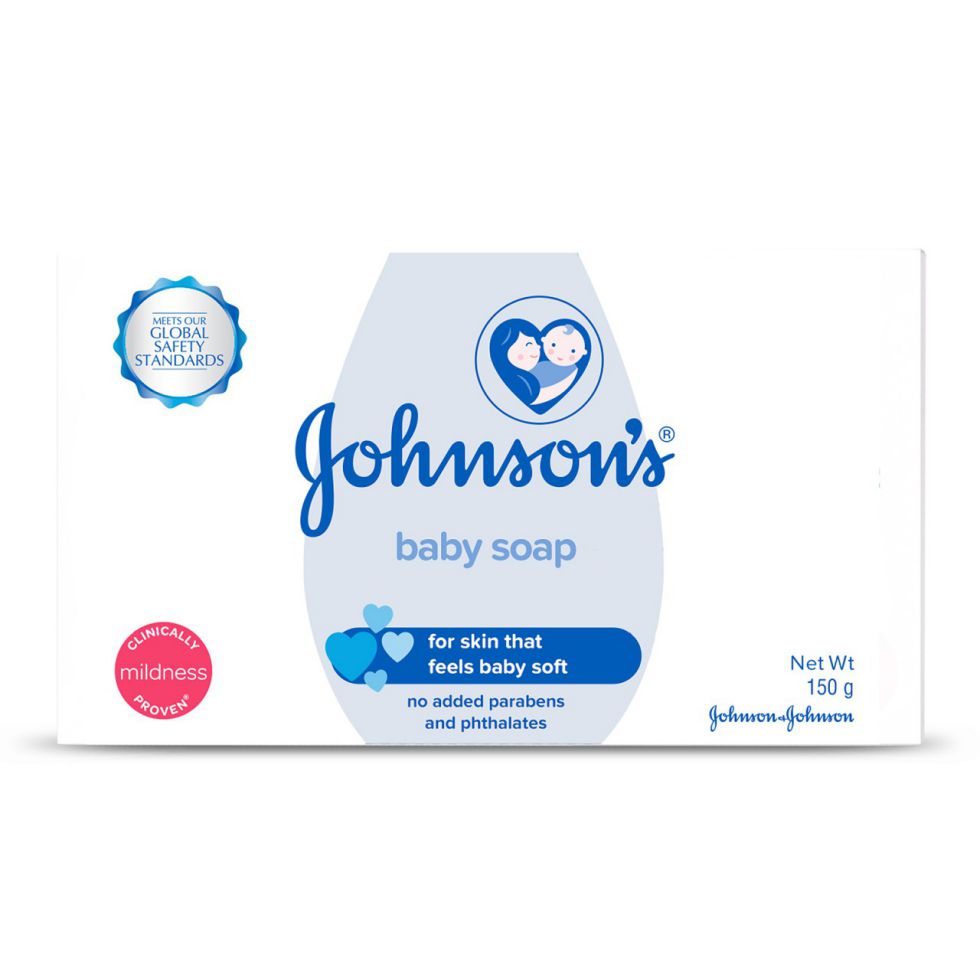 MEETS OUR
GLOBAL
SAFETY
STANDARDS
Johnson's®
baby soap
for skin that
feels baby soft
no added parabens
and phthalates
CLINICALLY
mildness
PROVEN®
Net Wt
150 g
Johnson&Johnson